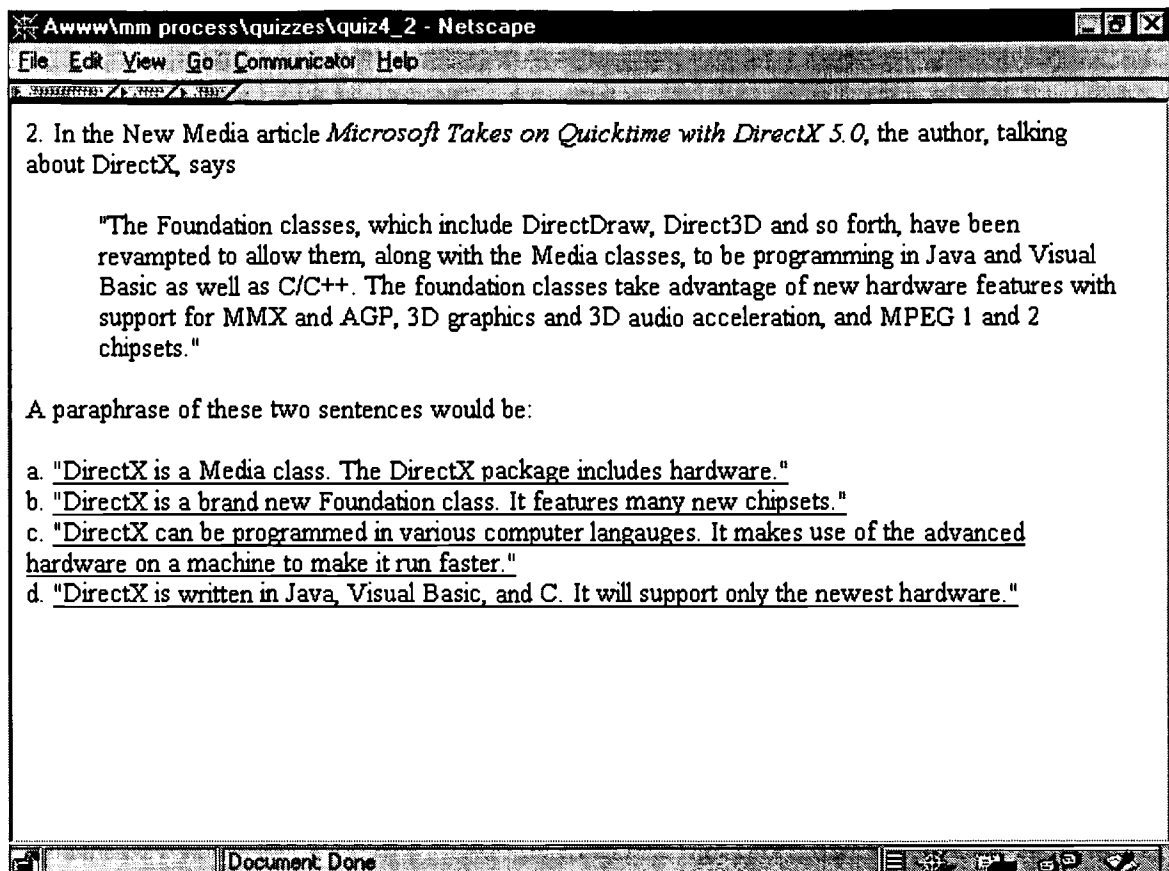 Awww\mm process\quizzes\quiz4_2 - Netscape
File Edit View Go Communicator Help
2. In the New Media article Microsoft Takes on Quicktime with DirectX 5.0, the author, talking
about DirectX, says
"The Foundation classes, which include DirectDraw, Direct3D and so forth, have been
revampted to allow them, along with the Media classes, to be programming in Java and Visual
Basic as well as C/C++. The foundation classes take advantage of new hardware features with
support for MMX and AGP, 3D graphics and 3D audio acceleration, and MPEG 1 and 2
chipsets."
A paraphrase of these two sentences would be:
a. "DirectX is a Media class. The DirectX package includes hardware."
b. "DirectX is a brand new Foundation class. It features many new chipsets."
c. "DirectX can be programmed in various computer langauges. It makes use of the advanced
hardware on a machine to make it run faster."
d. "DirectX is written in Java, Visual Basic, and C. It will support only the newest hardware."
Document: Done